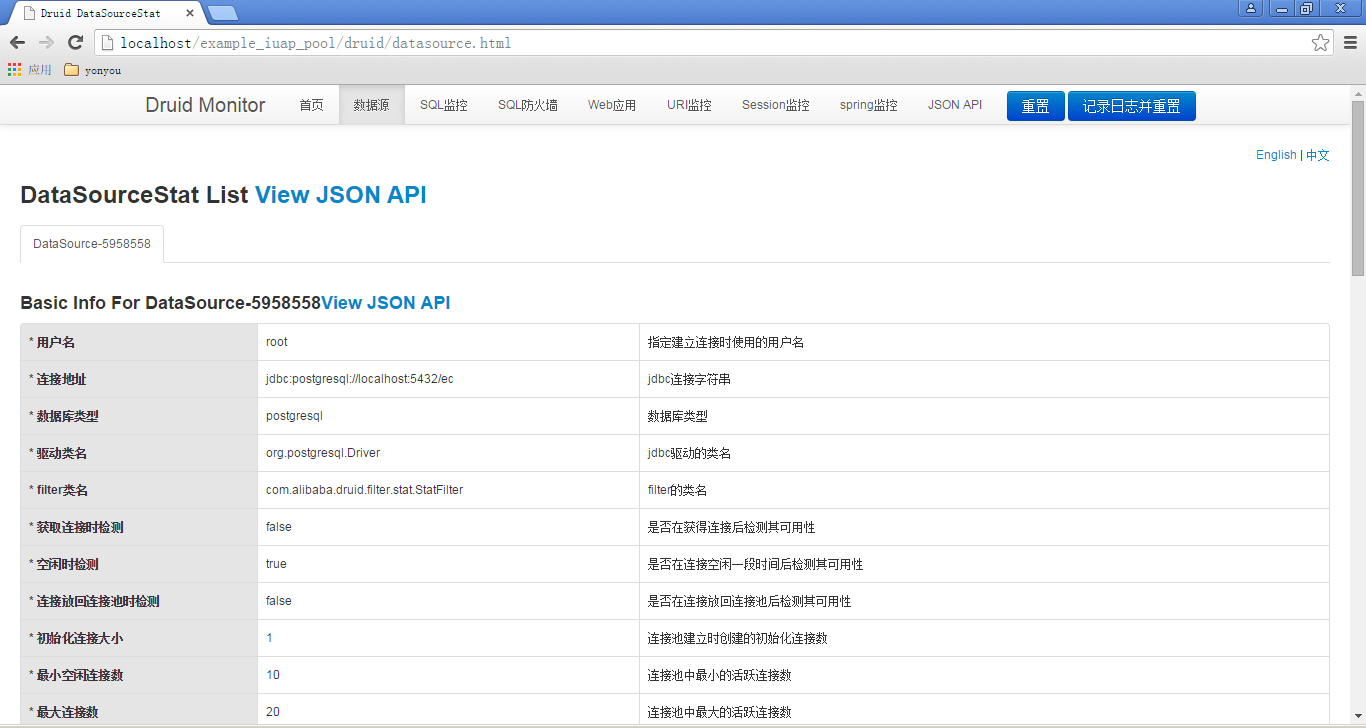 Druid DataSourceStat
localhost/example_iuap_pool/druid/datasource.html
应用 yonyou
Druid Monitor 首页 数据源 SQL监控 SQL防火墙 Web应用 URI监控 Session监控 spring监控 JSON API 重置 记录日志并重置
English | 中文
DataSourceStat List View JSON API
DataSource-5958558
Basic Info For DataSource-5958558View JSON API
* 用户名 root 指定建立连接时使用的用户名
* 连接地址 jdbc:postgresql://localhost:5432/ec jdbc连接字符串
* 数据库类型 postgresql 数据库类型
* 驱动类名 org.postgresql.Driver jdbc驱动的类名
* filter类名 com.alibaba.druid.filter.stat.StatFilter filter的类名
* 获取连接时检测 false 是否在获得连接后检测其可用性
* 空闲时检测 true 是否在连接空闲一段时间后检测其可用性
* 连接放回连接池时检测 false 是否在连接放回连接池后检测其可用性
* 初始化连接大小 1 连接池建立时创建的初始化连接数
* 最小空闲连接数 10 连接池中最小的活跃连接数
* 最大连接数 20 连接池中最大的活跃连接数